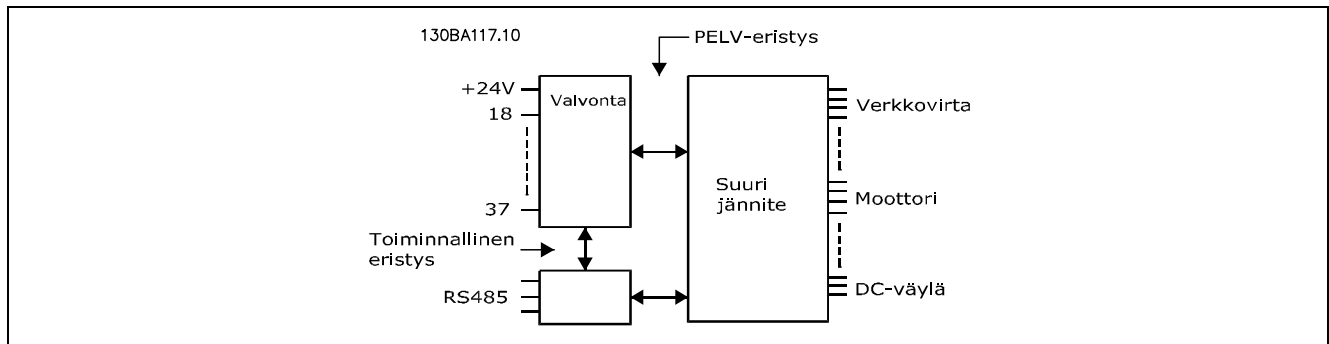 130BA117.10
PELV-eristys
+24V
Valvonta
18
Verkkovirta
Suuri
jännite
Moottori
37
Toiminnallinen
eristys
RS485
DC-väylä